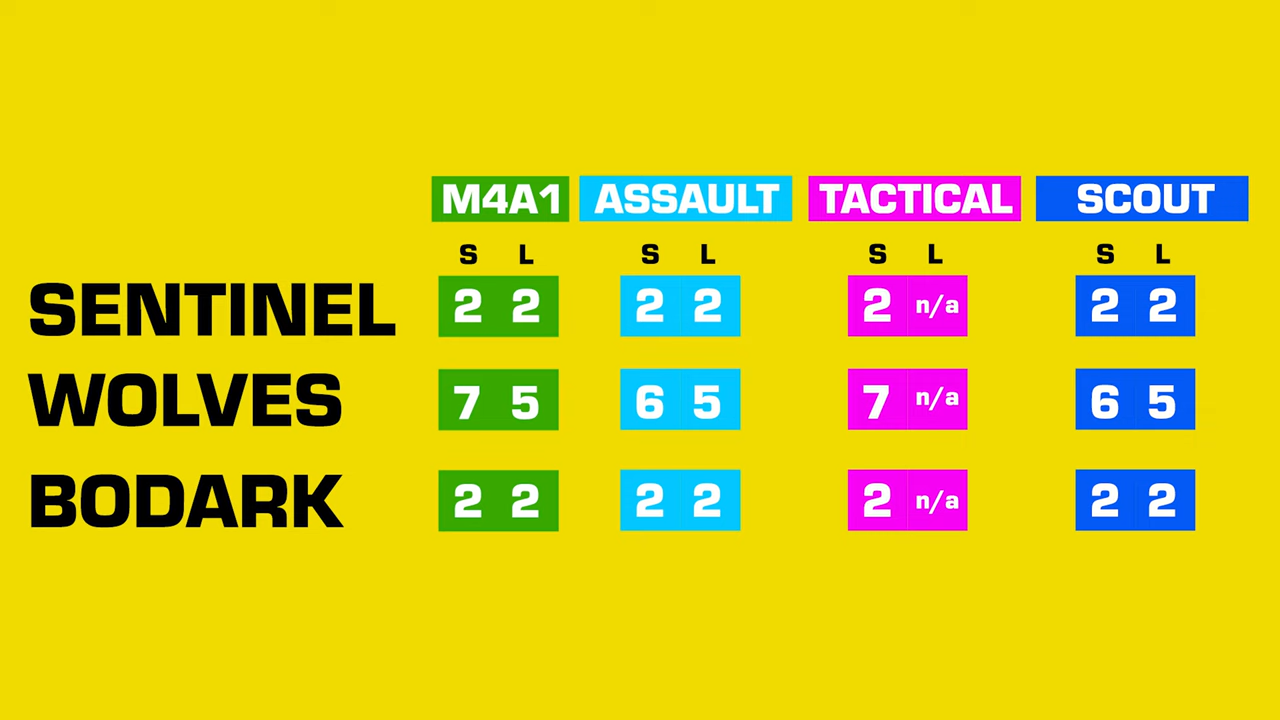 M4A1 ASSAULT TACTICAL SCOUT
S L S L S L S L
SENTINEL 2 2 2 2 2 n/a 2 2
WOLVES 7 5 6 5 7 n/a 6 5
BODARK 2 2 2 2 2 n/a 2 2